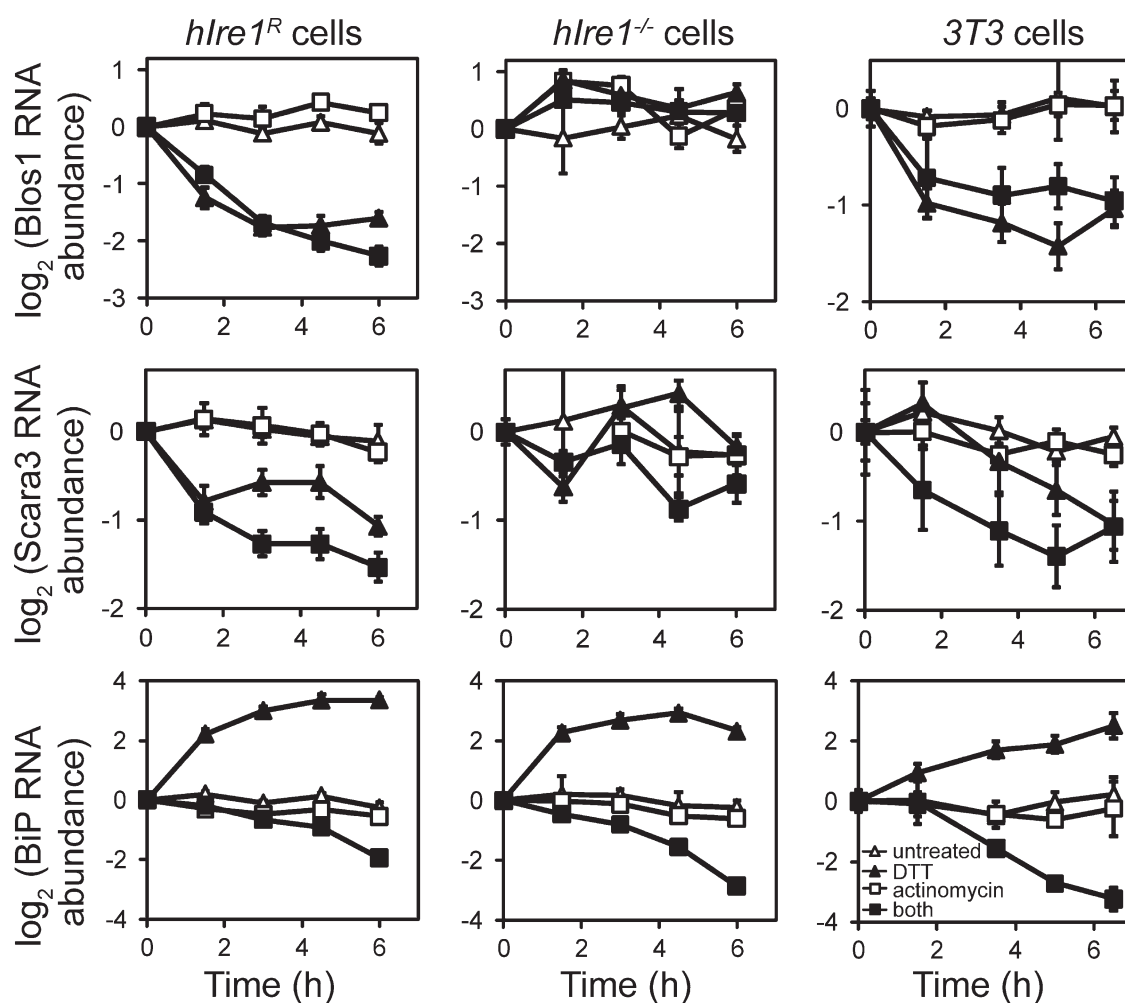 hIre1R cells
hIre1-/- cells
3T3 cells
log2 (Blos1 RNA
abundance)
1
0
-1
-2
-3
0 2 4 6
1
0
-1
-2
-3
0 2 4 6
0
-1
-2
0 2 4 6
log2 (Scara3 RNA
abundance)
0
-1
-2
0 2 4 6
0
-1
-2
0 2 4 6
0
-1
-2
0 2 4 6
log2 (BiP RNA
abundance)
4
2
0
-2
-4
0 2 4 6
Time (h)
4
2
0
-2
-4
0 2 4 6
Time (h)
4
2
0
-2
-4
untreated
DTT
actinomycin
both
0 2 4 6
Time (h)